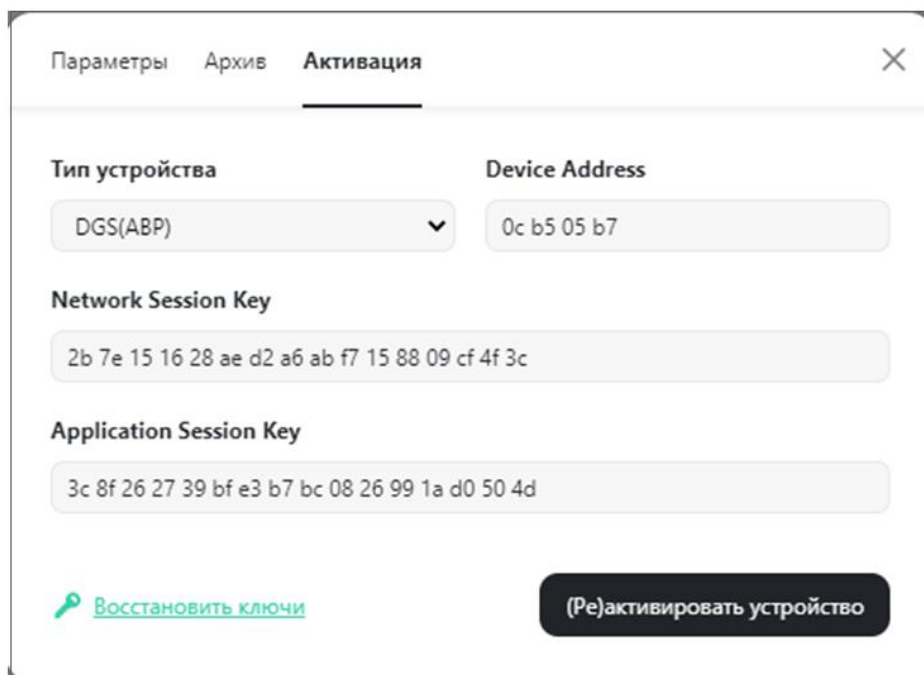 Параметры Архив Активация
Тип устройства Device Address
DGS(ABP) 0c b5 05 b7
Network Session Key
2b 7e 15 16 28 ae d2 a6 ab f7 15 88 09 cf 4f 3c
Application Session Key
3c 8f 26 27 39 bf e3 b7 bc 08 26 99 1a d0 50 4d
Восстановить ключи (Ре)активировать устройство